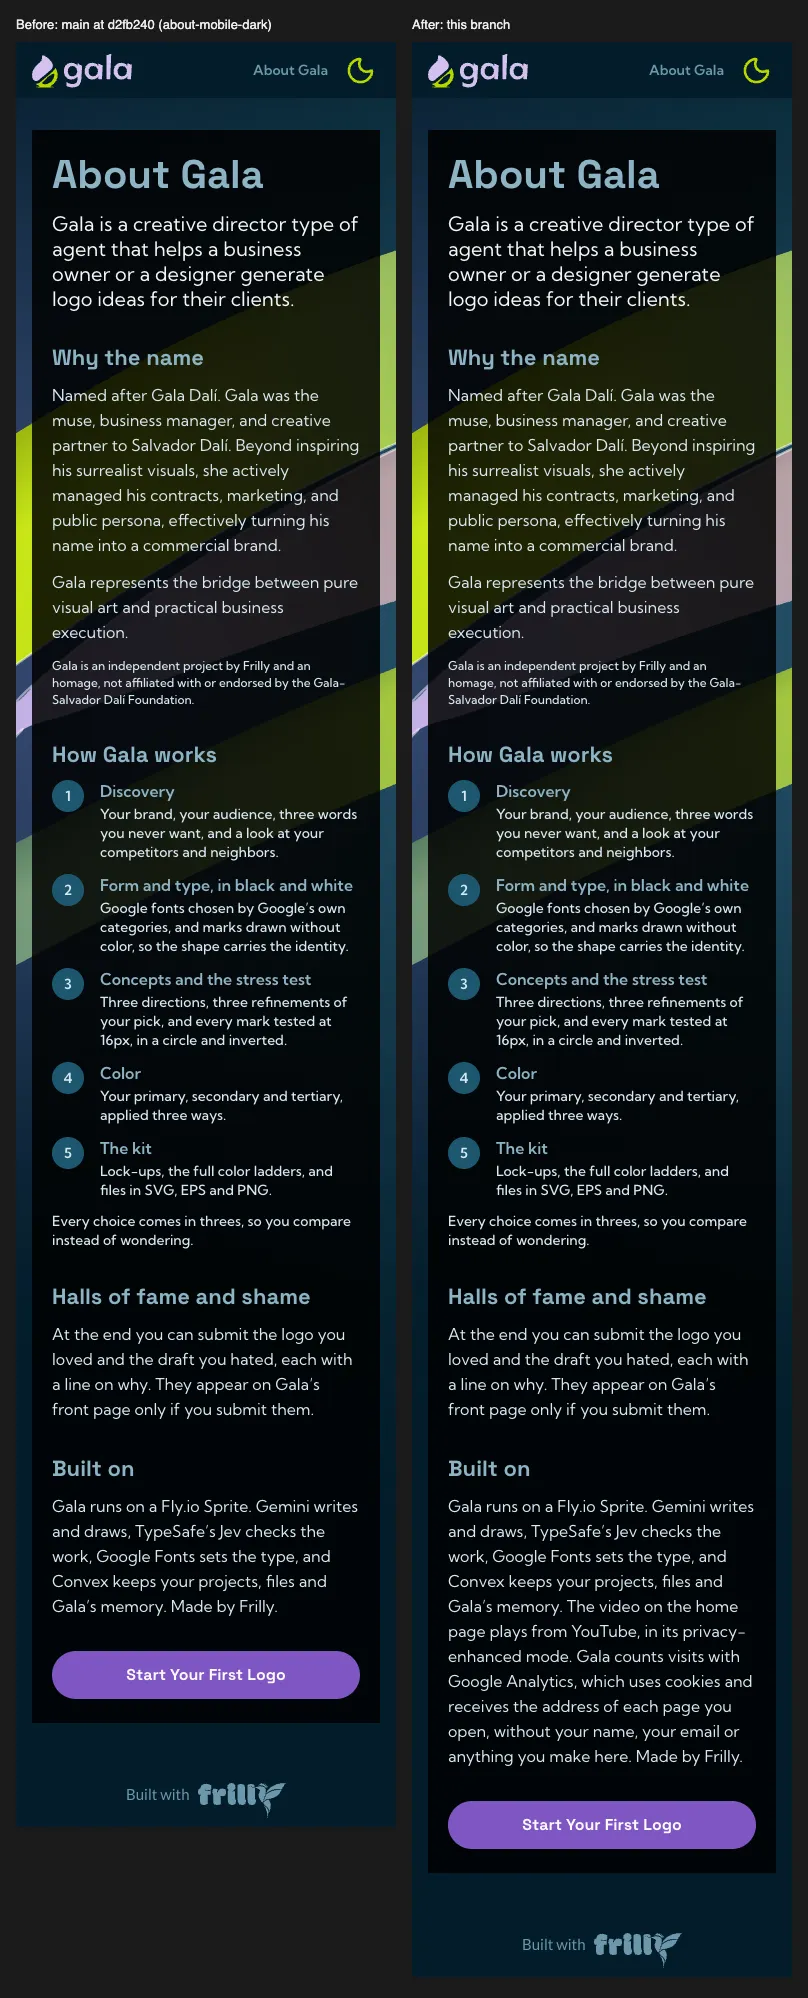 Before: main at d2fb240 (about-mobile-dark)
gala
About Gala
About Gala
Gala is a creative director type of
agent that helps a business
owner or a designer generate
logo ideas for their clients.
Why the name
Named after Gala Dalí. Gala was the
muse, business manager, and creative
partner to Salvador Dalí. Beyond inspiring
his surrealist visuals, she actively
managed his contracts, marketing, and
public persona, effectively turning his
name into a commercial brand.
Gala represents the bridge between pure
visual art and practical business
execution.
Gala is an independent project by Frilly and an
homage, not affiliated with or endorsed by the Gala-
Salvador Dalí Foundation.
How Gala works
1
Discovery
Your brand, your audience, three words
you never want, and a look at your
competitors and neighbors.
2
Form and type, in black and white
Google fonts chosen by Google's own
categories, and marks drawn without
color, so the shape carries the identity.
3
Concepts and the stress test
Three directions, three refinements of
your pick, and every mark tested at
16px, in a circle and inverted.
4
Color
Your primary, secondary and tertiary,
applied three ways.
5
The kit
Lock-ups, the full color ladders, and
files in SVG, EPS and PNG.
Every choice comes in threes, so you compare
instead of wondering.
Halls of fame and shame
At the end you can submit the logo you
loved and the draft you hated, each with
a line on why. They appear on Gala's
front page only if you submit them.
Built on
Gala runs on a Fly.io Sprite. Gemini writes
and draws, TypeSafe's Jev checks the
work, Google Fonts sets the type, and
Convex keeps your projects, files and
Gala's memory. Made by Frilly.
Start Your First Logo
Built with frilly
After: this branch
gala
About Gala
About Gala
Gala is a creative director type of
agent that helps a business
owner or a designer generate
logo ideas for their clients.
Why the name
Named after Gala Dalí. Gala was the
muse, business manager, and creative
partner to Salvador Dalí. Beyond inspiring
his surrealist visuals, she actively
managed his contracts, marketing, and
public persona, effectively turning his
name into a commercial brand.
Gala represents the bridge between pure
visual art and practical business
execution.
Gala is an independent project by Frilly and an
homage, not affiliated with or endorsed by the Gala-
Salvador Dalí Foundation.
How Gala works
1
Discovery
Your brand, your audience, three words
you never want, and a look at your
competitors and neighbors.
2
Form and type, in black and white
Google fonts chosen by Google's own
categories, and marks drawn without
color, so the shape carries the identity.
3
Concepts and the stress test
Three directions, three refinements of
your pick, and every mark tested at
16px, in a circle and inverted.
4
Color
Your primary, secondary and tertiary,
applied three ways.
5
The kit
Lock-ups, the full color ladders, and
files in SVG, EPS and PNG.
Every choice comes in threes, so you compare
instead of wondering.
Halls of fame and shame
At the end you can submit the logo you
loved and the draft you hated, each with
a line on why. They appear on Gala's
front page only if you submit them.
Built on
Gala runs on a Fly.io Sprite. Gemini writes
and draws, TypeSafe's Jev checks the
work, Google Fonts sets the type, and
Convex keeps your projects, files and
Gala's memory. The video on the home
page plays from YouTube, in its privacy-
enhanced mode. Gala counts visits with
Google Analytics, which uses cookies and
receives the address of each page you
open, without your name, your email or
anything you make here. Made by Frilly.
Start Your First Logo
Built with frilly